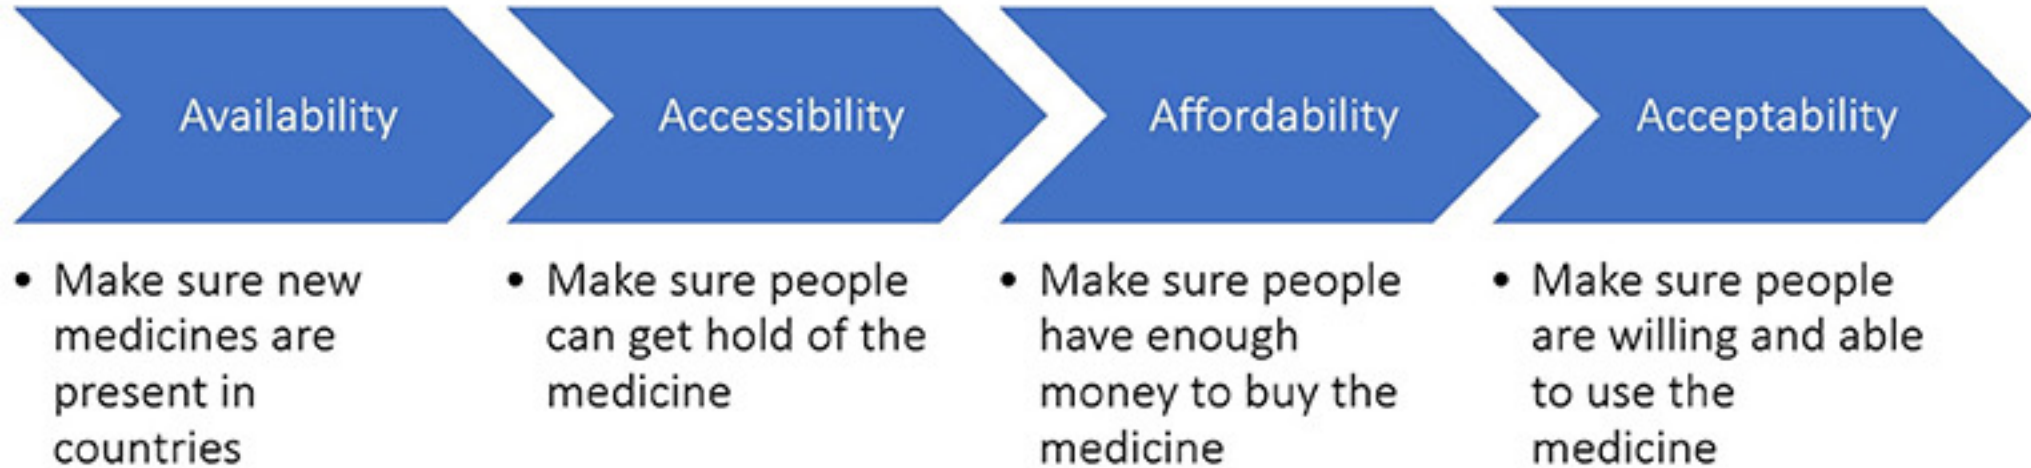 Availability
Accessibility
Affordability
Acceptability
• Make sure new
medicines are
present in
countries
• Make sure people
can get hold of the
medicine
• Make sure people
have enough
money to buy the
medicine
• Make sure people
are willing and able
to use the
medicine